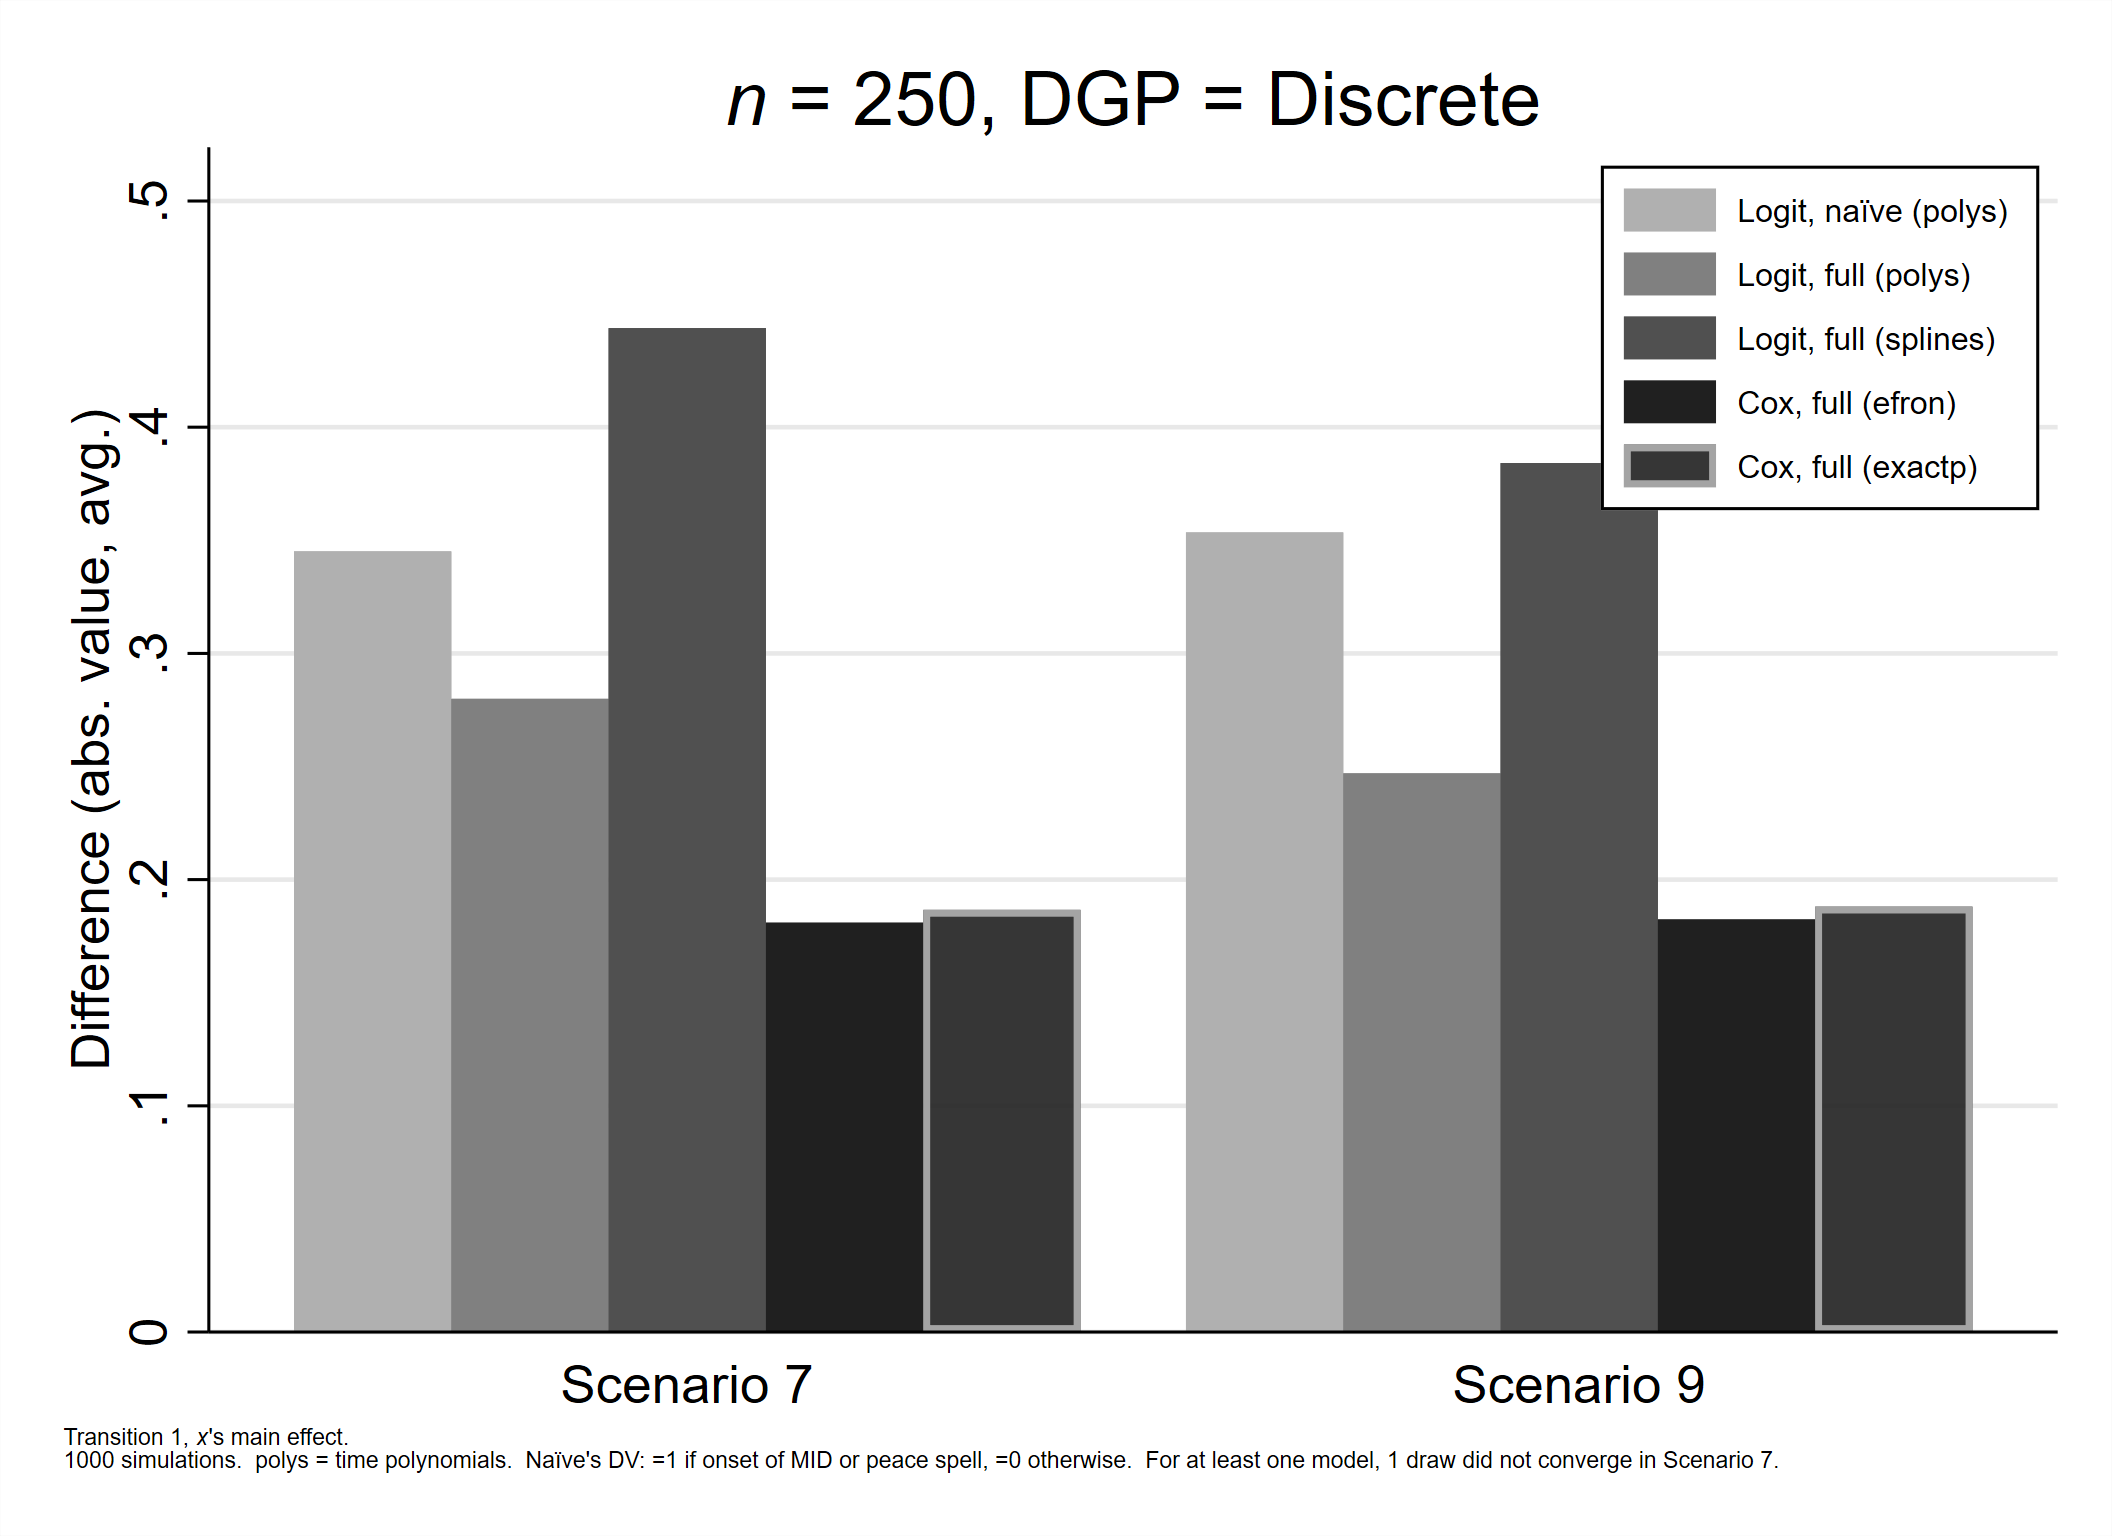 n = 250, DGP = Discrete
Difference (abs. value, avg.)
.5
.4
.3
.2
.1
0
Logit, naïve (polys)
Logit, full (polys)
Logit, full (splines)
Cox, full (efron)
Cox, full (exactp)
Scenario 7
Scenario 9
Transition 1, x's main effect.
1000 simulations.  polys = time polynomials.  Naïve's DV: =1 if onset of MID or peace spell, =0 otherwise.  For at least one model, 1 draw did not converge in Scenario 7.